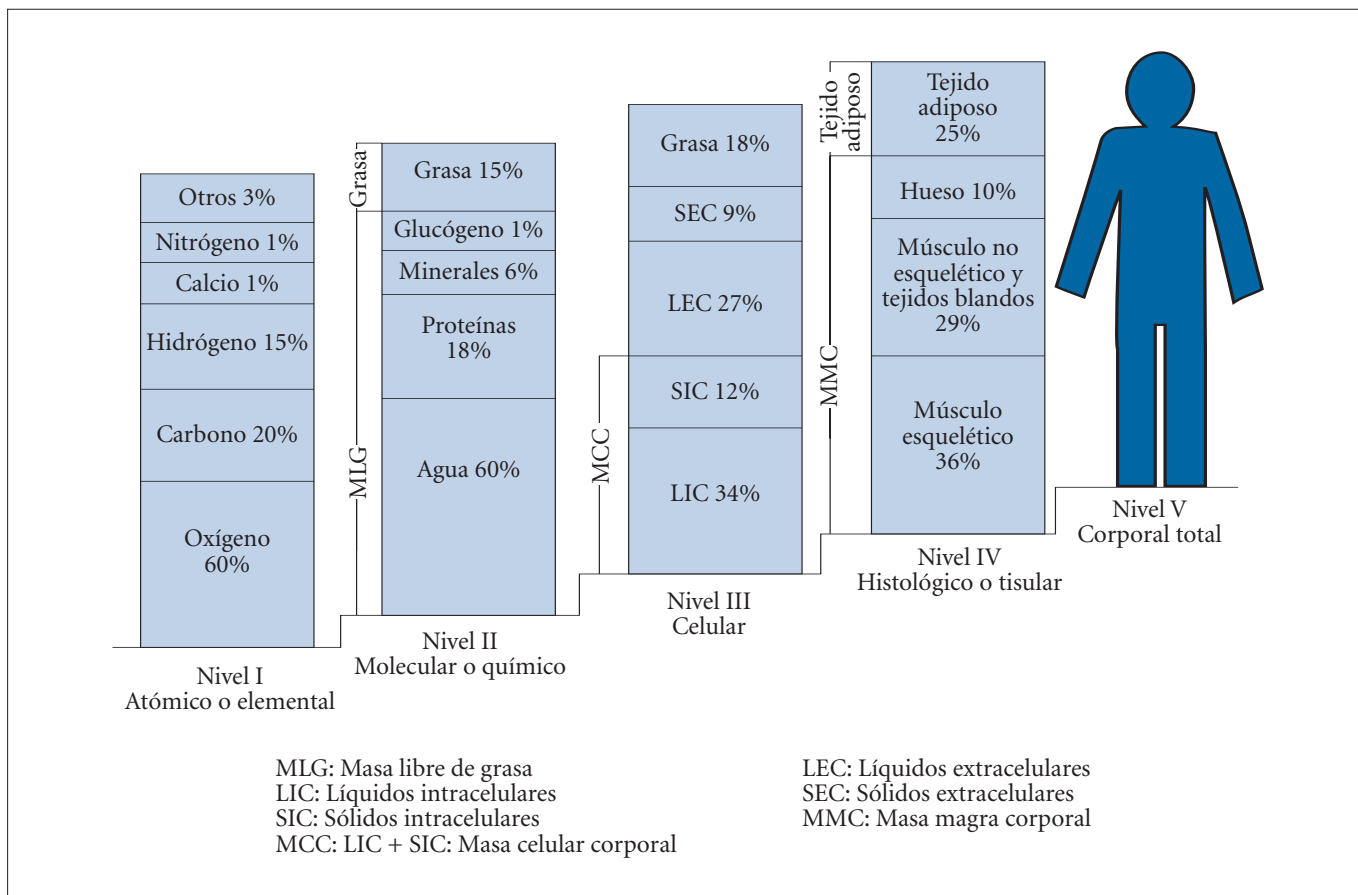 Otros 3%
Nitrógeno 1%
Calcio 1%
Hidrógeno 15%
Carbono 20%
Oxígeno
60%
Nivel I
Atómico o elemental
Grasa
MLG
Grasa 15%
Glucógeno 1%
Minerales 6%
Proteínas
18%
Agua 60%
Nivel II
Molecular o químico
MCC
Grasa 18%
SEC 9%
LEC 27%
SIC 12%
LIC 34%
Nivel III
Celular
Tejido
adiposo
MMC
Tejido
adiposo
25%
Hueso 10%
Músculo no
esquelético y
tejidos blandos
29%
Músculo
esquelético
36%
Nivel IV
Histológico o tisular
Nivel V
Corporal total
MLG: Masa libre de grasa
LIC: Líquidos intracelulares
SIC: Sólidos intracelulares
MCC: LIC + SIC: Masa celular corporal
LEC: Líquidos extracelulares
SEC: Sólidos extracelulares
MMC: Masa magra corporal